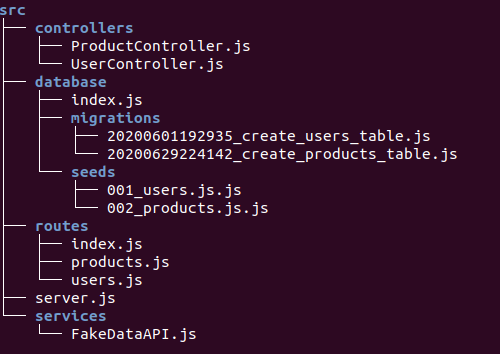 src
├── controllers
│   ├── ProductController.js
│   └── UserController.js
├── database
│   ├── index.js
│   ├── migrations
│   │   ├── 20200601192935_create_users_table.js
│   │   └── 20200629224142_create_products_table.js
│   └── seeds
│       ├── 001_users.js.js
│       └── 002_products.js.js
├── routes
│   ├── index.js
│   ├── products.js
│   └── users.js
├── server.js
└── services
    └── FakeDataAPI.js